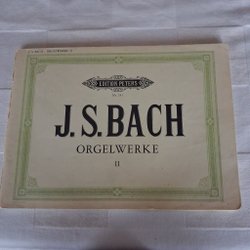 EDITION PETERS
J. S. BACH
ORGELWERKE
II